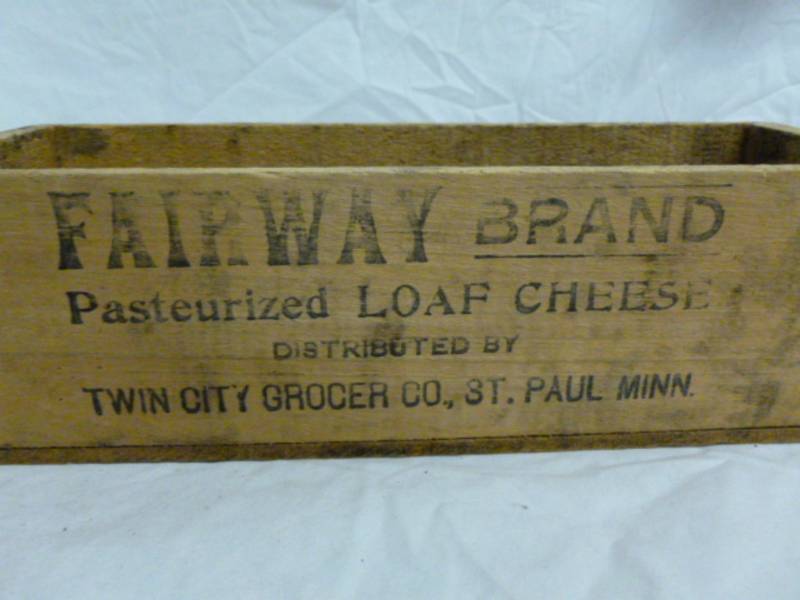 FAIRWAY BRAND
Pasteurized LOAF CHEESE
DISTRIBUTED BY
TWIN CITY GROCER CO., ST. PAUL MINN.